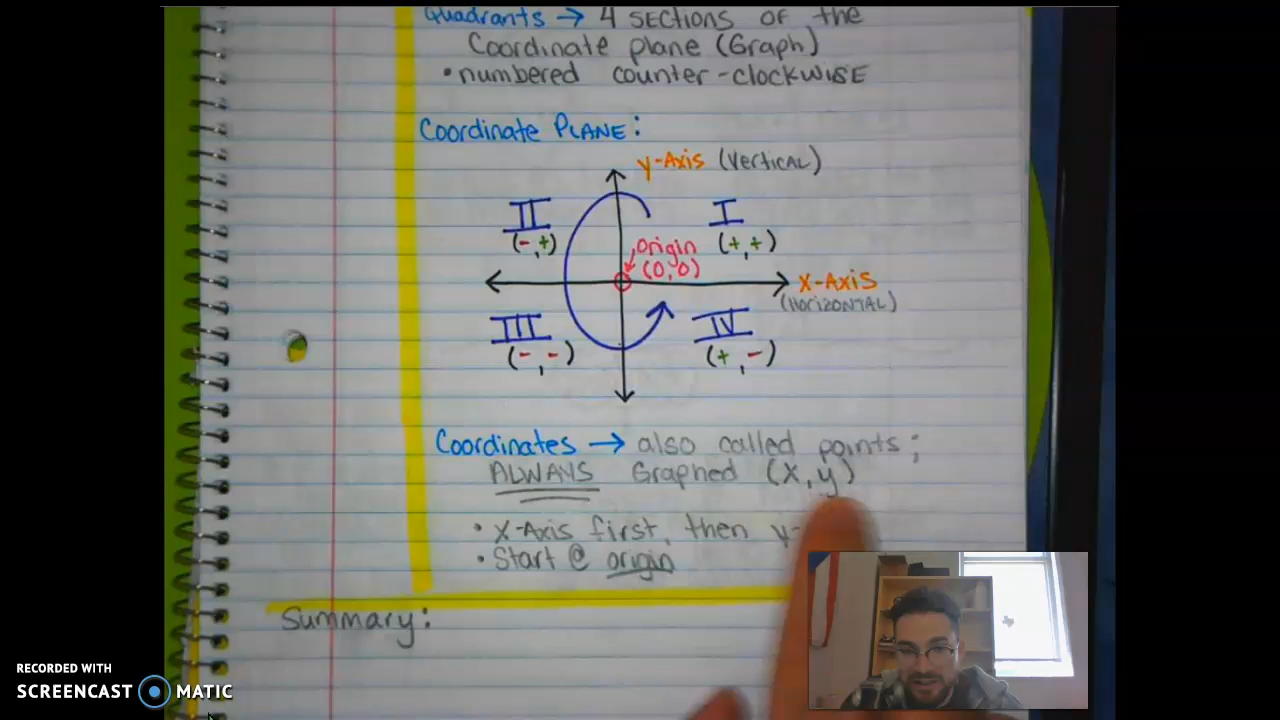 Quadrants → 4 sections of the
Coordinate plane (Graph)
• numbered counter-clockwise
Coordinate PLANE:
y-Axis (Vertical)
II
(-,+)
I
(+,+)
origin
(0,0)
x-Axis
(Horizontal)
III
(-,-)
IV
(+,-)
Coordinates → also called points;
ALWAYS Graphed (x,y)
• X-Axis first, then y-
• Start @ origin
Summary:
RECORDED WITH
SCREENCAST MATIC